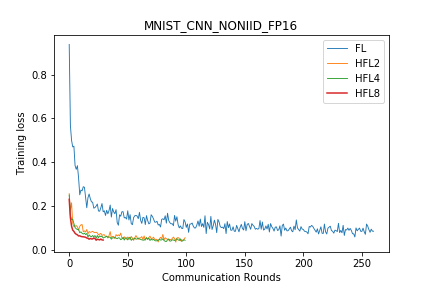 MNIST_CNN_NONIID_FP16
FL
HFL2
HFL4
HFL8
Training loss
0.8
0.6
0.4
0.2
0.0
0 50 100 150 200 250
Communication Rounds